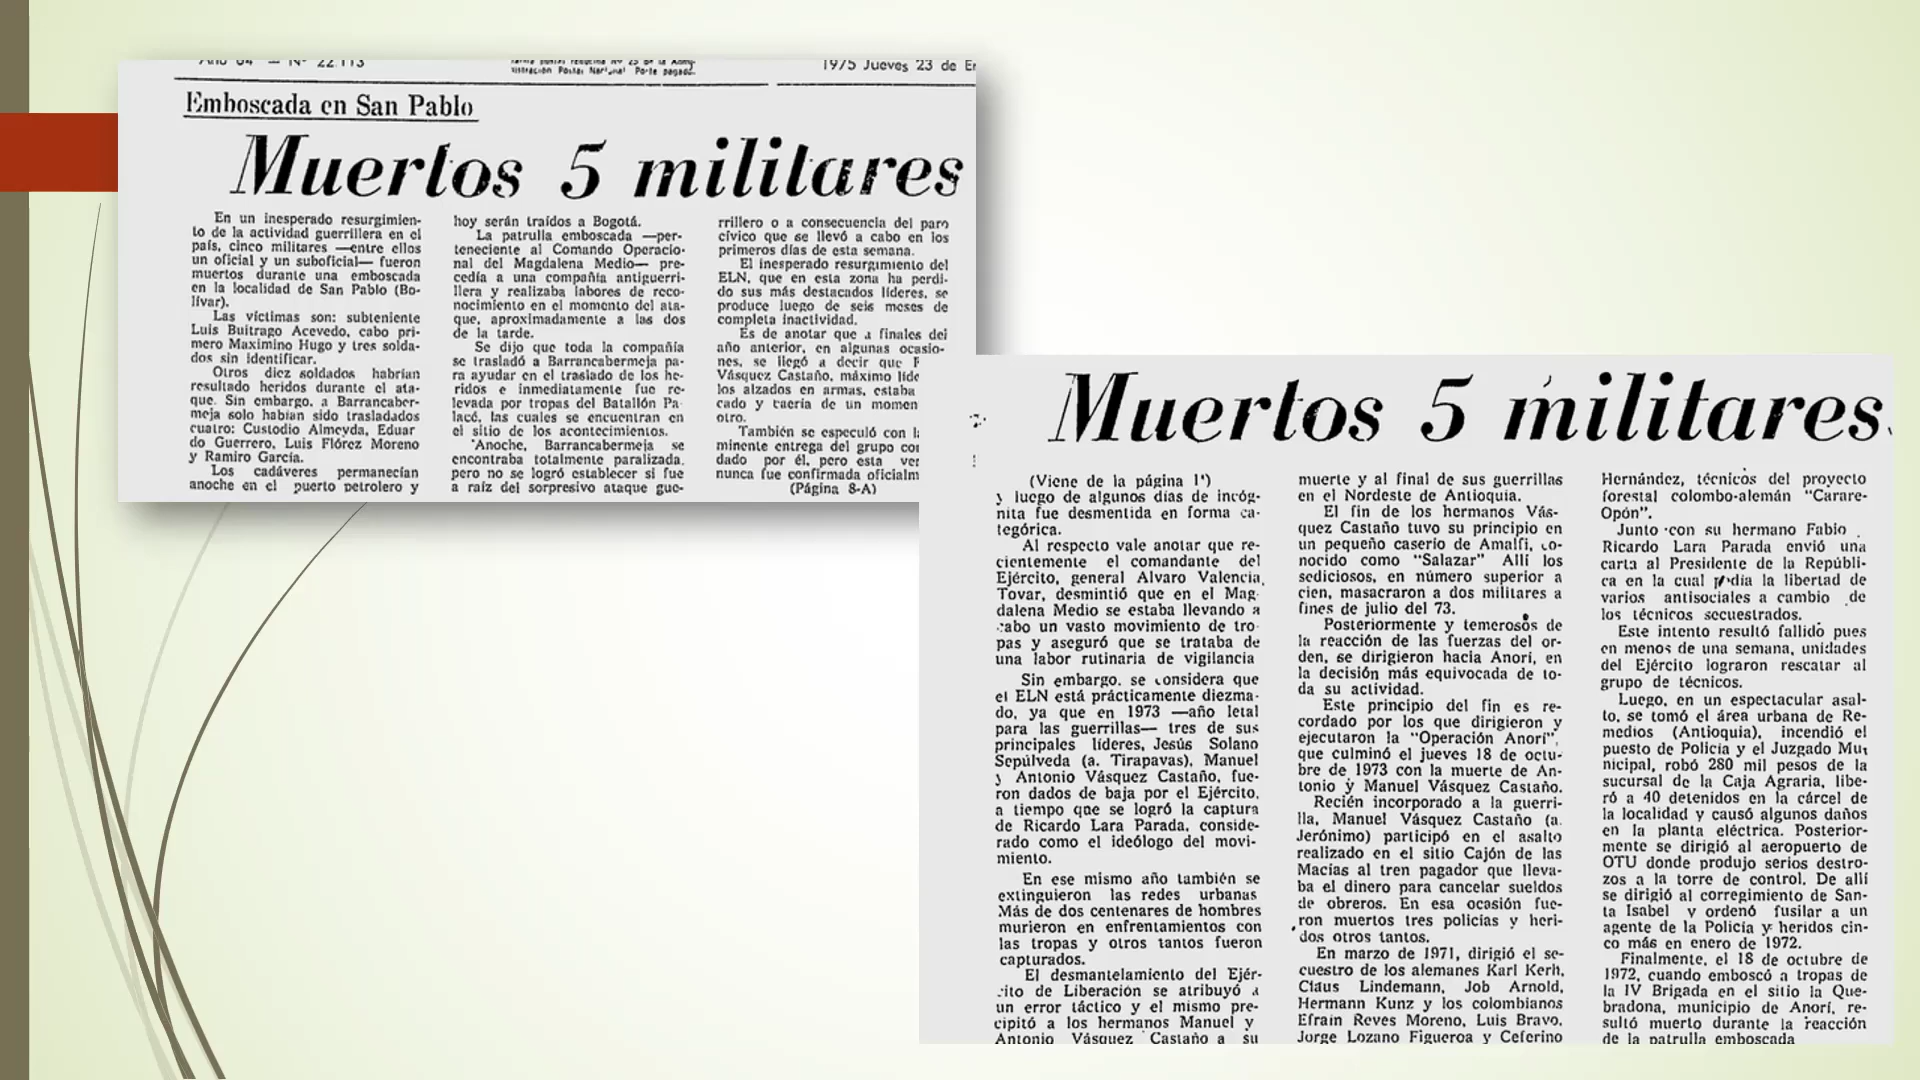 Año 64 — Nº 22.113
tarifa postal reducida Nº 25 de la Admi-
nistración Postal Nacional Porte pagado.
1975 Jueves 23 de En
Emboscada en San Pablo
Muertos 5 militares
En un inesperado resurgimien-
to de la actividad guerrillera en el
país, cinco militares —entre ellos
un oficial y un suboficial— fueron
muertos durante una emboscada
en la localidad de San Pablo (Bo-
lívar).
Las víctimas son: subteniente
Luis Buitrago Acevedo, cabo pri-
mero Maximino Hugo y tres solda-
dos sin identificar.
Otros diez soldados habrían
resultado heridos durante el ata-
que. Sin embargo, a Barrancaber-
meja solo habían sido trasladados
cuatro: Custodio Almeyda, Eduar
do Guerrero, Luis Flórez Moreno
y Ramiro García.
Los cadáveres permanecían
anoche en el puerto petrolero y
hoy serán traídos a Bogotá.
La patrulla emboscada —per-
teneciente al Comando Operacio-
nal del Magdalena Medio— pre-
cedía a una compañía antiguerri-
llera y realizaba labores de reco-
nocimiento en el momento del ata-
que, aproximadamente a las dos
de la tarde.
Se dijo que toda la compañía
se trasladó a Barrancabermeja pa-
ra ayudar en el traslado de los he-
ridos e inmediatamente fue re-
levada por tropas del Batallón Pa-
lacé, las cuales se encuentran en
el sitio de los acontecimientos.
Anoche, Barrancabermeja se
encontraba totalmente paralizada,
pero no se logró establecer si fue
a raíz del sorpresivo ataque gue-
rrillero o a consecuencia del paro
cívico que se llevó a cabo en los
primeros días de esta semana.
El inesperado resurgimiento del
ELN, que en esta zona ha perdi-
do sus más destacados líderes, se
produce luego de seis meses de
completa inactividad.
Es de anotar que a finales del
año anterior, en algunas ocasio-
nes, se llegó a decir que F
Vásquez Castaño, máximo líde
los alzados en armas, estaba
cado y caería de un momen
otro.
También se especuló con la
minente entrega del grupo co
dado por él, pero esta ver
nunca fue confirmada oficialm
(Página 8-A)
Muertos 5 militares
(Viene de la página 1ª)
y luego de algunos días de incóg-
nita fue desmentida en forma ca-
tegórica.
Al respecto vale anotar que re-
cientemente el comandante del
Ejército, general Alvaro Valencia
Tovar, desmintió que en el Mag-
dalena Medio se estaba llevando a
cabo un vasto movimiento de tro-
pas y aseguró que se trataba de
una labor rutinaria de vigilancia
Sin embargo, se considera que
el ELN está prácticamente diezma-
do, ya que en 1973 —año letal
para las guerrillas— tres de sus
principales líderes, Jesús Solano
Sepúlveda (a. Tirapavas), Manuel
y Antonio Vásquez Castaño, fue-
ron dados de baja por el Ejército,
a tiempo qae se logró la captura
de Ricardo Lara Parada, conside-
rado como el ideólogo del movi-
miento.
En ese mismo año también se
extinguieron las redes urbanas
Más de dos centenares de hombres
murieron en enfrentamientos con
las tropas y otros tantos fueron
capturados.
El desmantelamiento del Ejér-
cito de Liberación se atribuyó a
un error táctico y el mismo pre-
cipitó a los hermanos Manuel y
Antonio Vásquez Castaño a su
muerte y al final de sus guerrillas
en el Nordeste de Antioquia.
El fin de los hermanos Vás-
quez Castaño tuvo su principio en
un pequeño caserío de Amalfi, co-
nocido como "Salazar" Allí los
sediciosos, en número superior a
cien, masacraron a dos militares a
fines de julio del 73.
Posteriormente y temerosos de
la reacción de las fuerzas del or-
den, se dirigieron hacia Anorí, en
la decisión más equivocada de to-
da su actividad.
Este principio del fin es re-
cordado por los que dirigieron y
ejecutaron la "Operación Anorí",
que culminó el jueves 18 de octu-
bre de 1973 con la muerte de An-
tonio y Manuel Vásquez Castaño.
Recién incorporado a la guerri-
lla, Manuel Vásquez Castaño (a.
Jerónimo) participó en el asalto
realizado en el sitio Cajón de las
Macías al tren pagador que lleva-
ba el dinero para cancelar sueldos
de obreros. En esa ocasión fue-
ron muertos tres policías y heri-
dos otros tantos.
En marzo de 1971, dirigió el se-
cuestro de los alemanes Karl Kerh,
Claus Lindemann, Job Arnold,
Hermann Kunz y los colombianos
Efraín Reyes Moreno, Luis Bravo,
Jorge Lozano Figueroa y Ceferino
Hernández, técnicos del proyecto
forestal colombo-alemán "Carare-
Opón".
Junto con su hermano Fabio
Ricardo Lara Parada envió una
carta al Presidente de la Repúbli-
ca en la cual pedía la libertad de
varios antisociales a cambio de
los técnicos secuestrados.
Este intento resultó fallido pues
en menos de una semana, unidades
del Ejército lograron rescatar al
grupo de técnicos.
Luego, en un espectacular asal-
to, se tomó el área urbana de Re-
medios (Antioquia), incendió el
puesto de Policía y el Juzgado Mu-
nicipal, robó 280 mil pesos de la
sucursal de la Caja Agraria, libe-
ró a 40 detenidos en la cárcel de
la localidad y causó algunos daños
en la planta eléctrica. Posterior-
mente se dirigió al aeropuerto de
OTU donde produjo serios destro-
zos a la torre de control. De allí
se dirigió al corregimiento de San-
ta Isabel y ordenó fusilar a un
agente de la Policía y heridos cin-
co más en enero de 1972.
Finalmente, el 18 de octubre de
1972, cuando emboscó a tropas de
la IV Brigada en el sitio la Que-
bradona, municipio de Anorí, re-
sultó muerto durante la reacción
de la patrulla emboscada